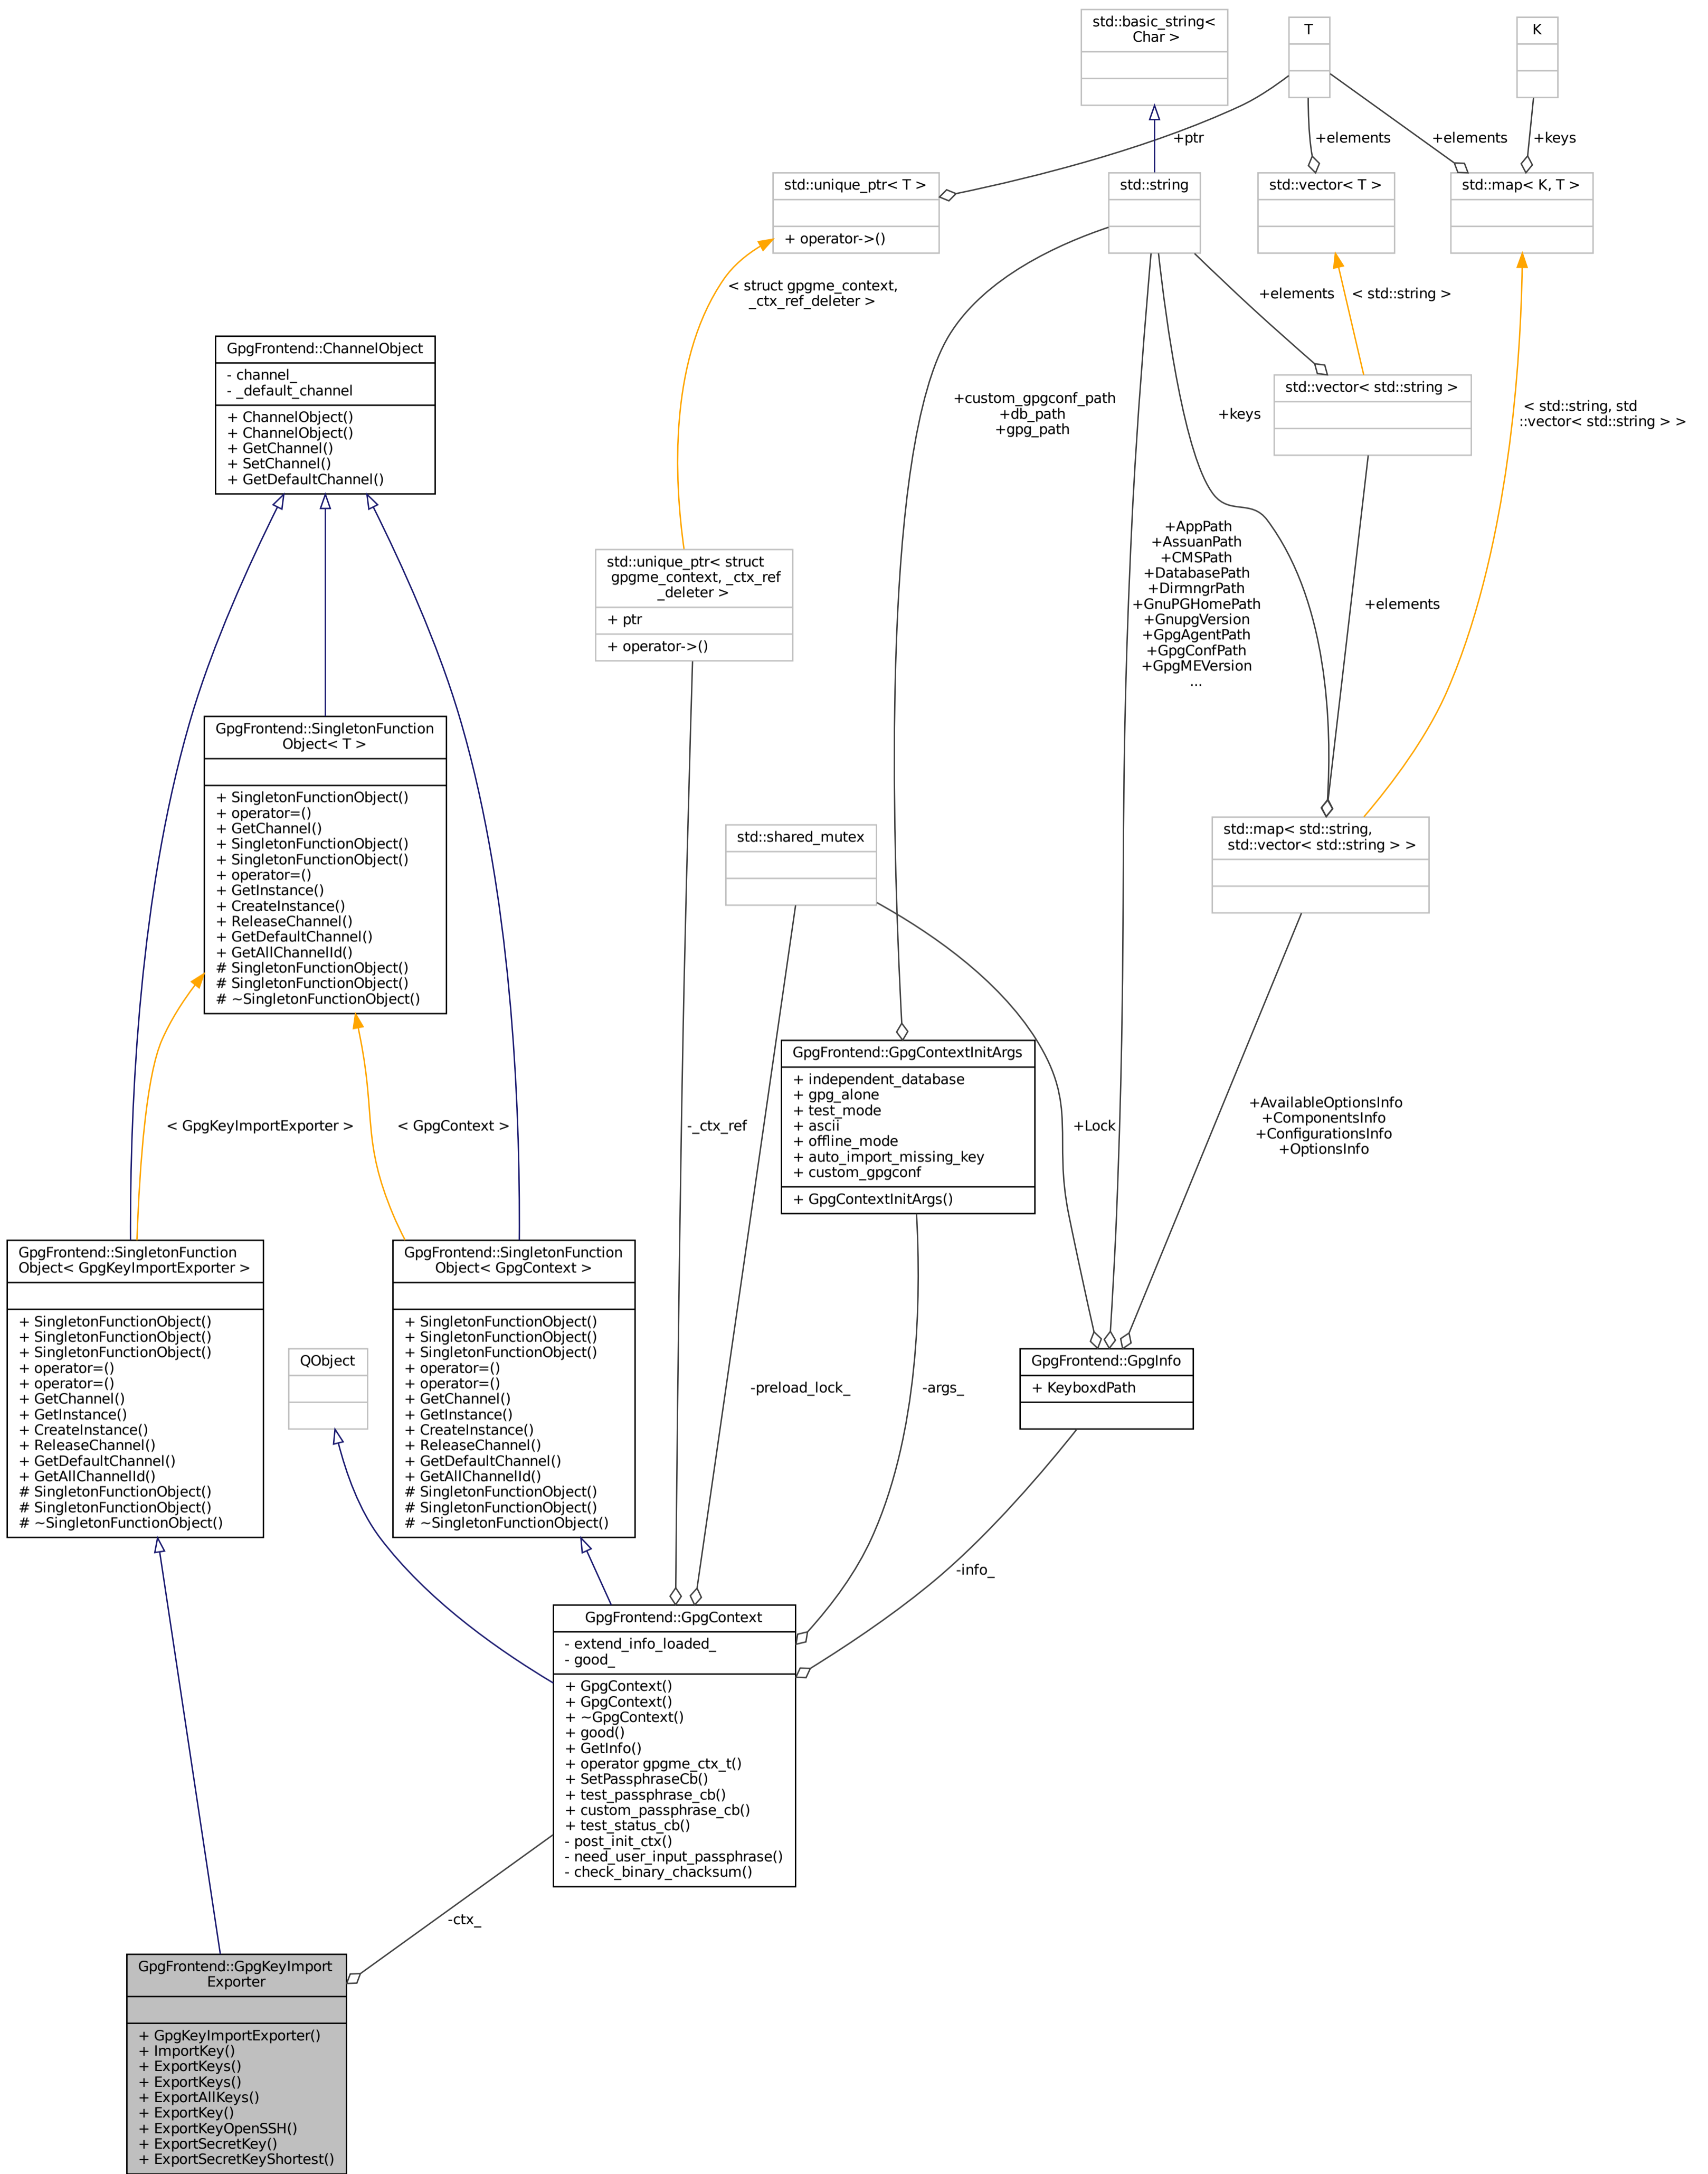 std::basic_string<
Char >
T
K
+ptr
+elements
+elements
+keys
std::unique_ptr< T >
+ operator->()
std::string
std::vector< T >
std::map< K, T >
< struct gpgme_context,
_ctx_ref_deleter >
+elements
< std::string >
GpgFrontend::ChannelObject
- channel_
- _default_channel
+ ChannelObject()
+ ChannelObject()
+ GetChannel()
+ SetChannel()
+ GetDefaultChannel()
+custom_gpgconf_path
+db_path
+gpg_path
+keys
std::vector< std::string >
< std::string, std
::vector< std::string > >
std::unique_ptr< struct
gpgme_context, _ctx_ref
_deleter >
+ ptr
+ operator->()
+AppPath
+AssuanPath
+CMSPath
+DatabasePath
+DirmngrPath
+GnuPGHomePath
+GnupgVersion
+GpgAgentPath
+GpgConfPath
+GpgMEVersion
...
+elements
GpgFrontend::SingletonFunction
Object< T >
+ SingletonFunctionObject()
+ operator=()
+ GetChannel()
+ SingletonFunctionObject()
+ SingletonFunctionObject()
+ operator=()
+ GetInstance()
+ CreateInstance()
+ ReleaseChannel()
+ GetDefaultChannel()
+ GetAllChannelId()
# SingletonFunctionObject()
# SingletonFunctionObject()
# ~SingletonFunctionObject()
std::shared_mutex
std::map< std::string,
std::vector< std::string > >
< GpgKeyImportExporter >
< GpgContext >
-_ctx_ref
GpgFrontend::GpgContextInitArgs
+ independent_database
+ gpg_alone
+ test_mode
+ ascii
+ offline_mode
+ auto_import_missing_key
+ custom_gpgconf
+ GpgContextInitArgs()
+Lock
+AvailableOptionsInfo
+ComponentsInfo
+ConfigurationsInfo
+OptionsInfo
GpgFrontend::SingletonFunction
Object< GpgKeyImportExporter >
+ SingletonFunctionObject()
+ SingletonFunctionObject()
+ SingletonFunctionObject()
+ operator=()
+ operator=()
+ GetChannel()
+ GetInstance()
+ CreateInstance()
+ ReleaseChannel()
+ GetDefaultChannel()
+ GetAllChannelId()
# SingletonFunctionObject()
# SingletonFunctionObject()
# ~SingletonFunctionObject()
QObject
GpgFrontend::SingletonFunction
Object< GpgContext >
+ SingletonFunctionObject()
+ SingletonFunctionObject()
+ SingletonFunctionObject()
+ operator=()
+ operator=()
+ GetChannel()
+ GetInstance()
+ CreateInstance()
+ ReleaseChannel()
+ GetDefaultChannel()
+ GetAllChannelId()
# SingletonFunctionObject()
# SingletonFunctionObject()
# ~SingletonFunctionObject()
-preload_lock_
-args_
GpgFrontend::GpgInfo
+ KeyboxdPath
-info_
GpgFrontend::GpgContext
- extend_info_loaded_
- good_
+ GpgContext()
+ GpgContext()
+ ~GpgContext()
+ good()
+ GetInfo()
+ operator gpgme_ctx_t()
+ SetPassphraseCb()
+ test_passphrase_cb()
+ custom_passphrase_cb()
+ test_status_cb()
- post_init_ctx()
- need_user_input_passphrase()
- check_binary_chacksum()
-ctx_
GpgFrontend::GpgKeyImport
Exporter
+ GpgKeyImportExporter()
+ ImportKey()
+ ExportKeys()
+ ExportKeys()
+ ExportAllKeys()
+ ExportKey()
+ ExportKeyOpenSSH()
+ ExportSecretKey()
+ ExportSecretKeyShortest()